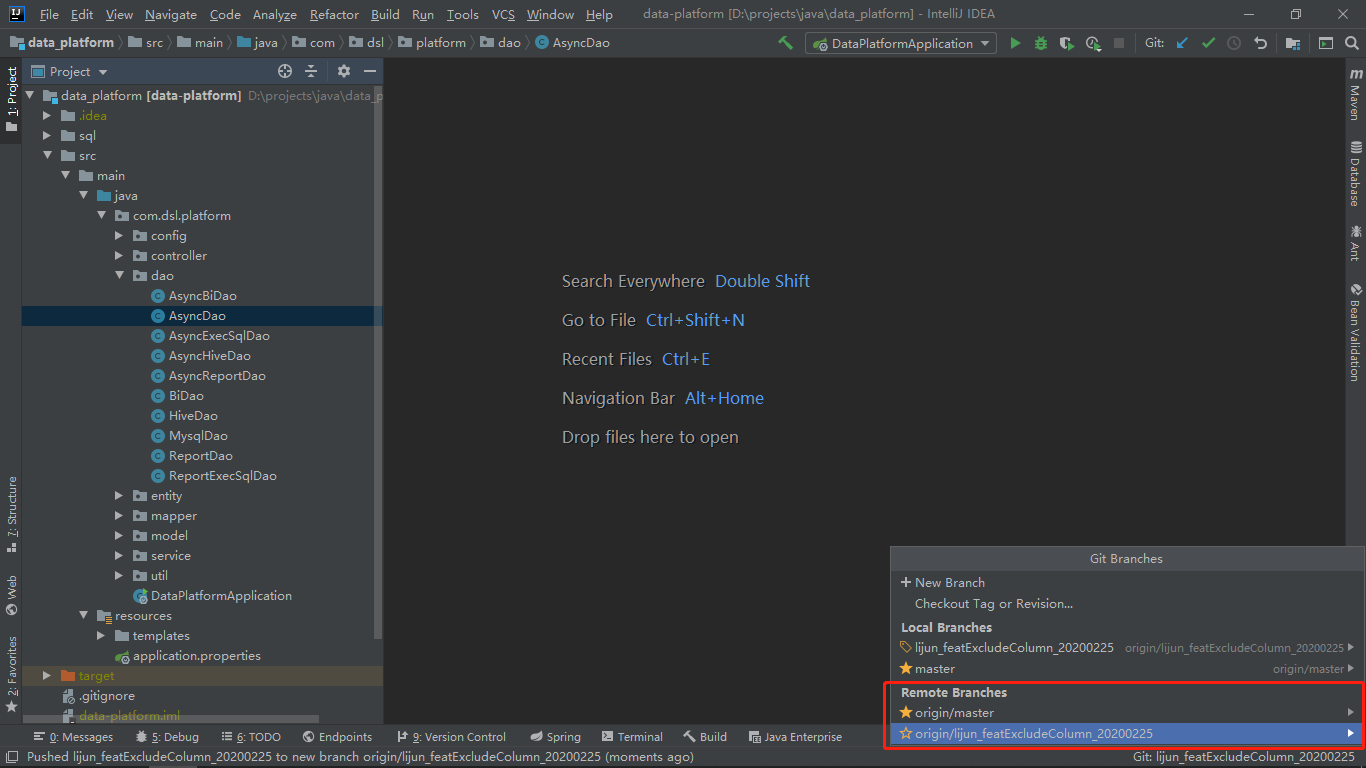 File Edit View Navigate Code Analyze Refactor Build Run Tools VCS Window Help data-platform [D:\projects\java\data_platform] - IntelliJ IDEA
data_platform src main java com dsl platform dao AsyncDao DataPlatformApplication Git:
1: Project
Project
data_platform [data-platform] D:\projects\java\data_p
.idea
sql
src
main
java
com.dsl.platform
config
controller
dao
AsyncBiDao
AsyncDao
AsyncExecSqlDao
AsyncHiveDao
AsyncReportDao
BiDao
HiveDao
MysqlDao
ReportDao
ReportExecSqlDao
entity
mapper
model
service
util
DataPlatformApplication
resources
templates
application.properties
target
.gitignore
data-platform.iml
7: Structure
Web
2: Favorites
Search Everywhere Double Shift
Go to File Ctrl+Shift+N
Recent Files Ctrl+E
Navigation Bar Alt+Home
Drop files here to open
Maven
Database
Ant
Bean Validation
Git Branches
New Branch
Checkout Tag or Revision...
Local Branches
lijun_featExcludeColumn_20200225 origin/lijun_featExcludeColumn_20200225
master origin/master
Remote Branches
origin/master
origin/lijun_featExcludeColumn_20200225
0: Messages 5: Debug 6: TODO Endpoints 9: Version Control Spring Terminal Build Java Enterprise
Pushed lijun_featExcludeColumn_20200225 to new branch origin/lijun_featExcludeColumn_20200225 (moments ago) Git: lijun_featExcludeColumn_20200225